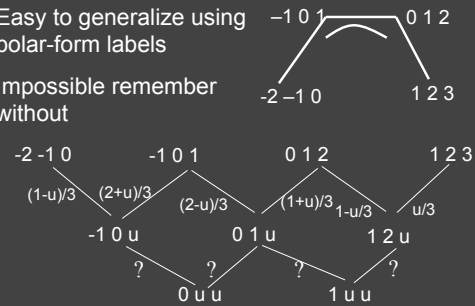 Easy to generalize using
polar-form labels
Impossible remember
without
–1 0 1
0 1 2
-2 –1 0
1 2 3
-2 -1 0
-1 0 1
0 1 2
1 2 3
(1-u)/3
(2+u)/3
(2-u)/3
(1+u)/3
1-u/3
u/3
-1 0 u
0 1 u
1 2 u
?
?
?
?
0 u u
1 u u